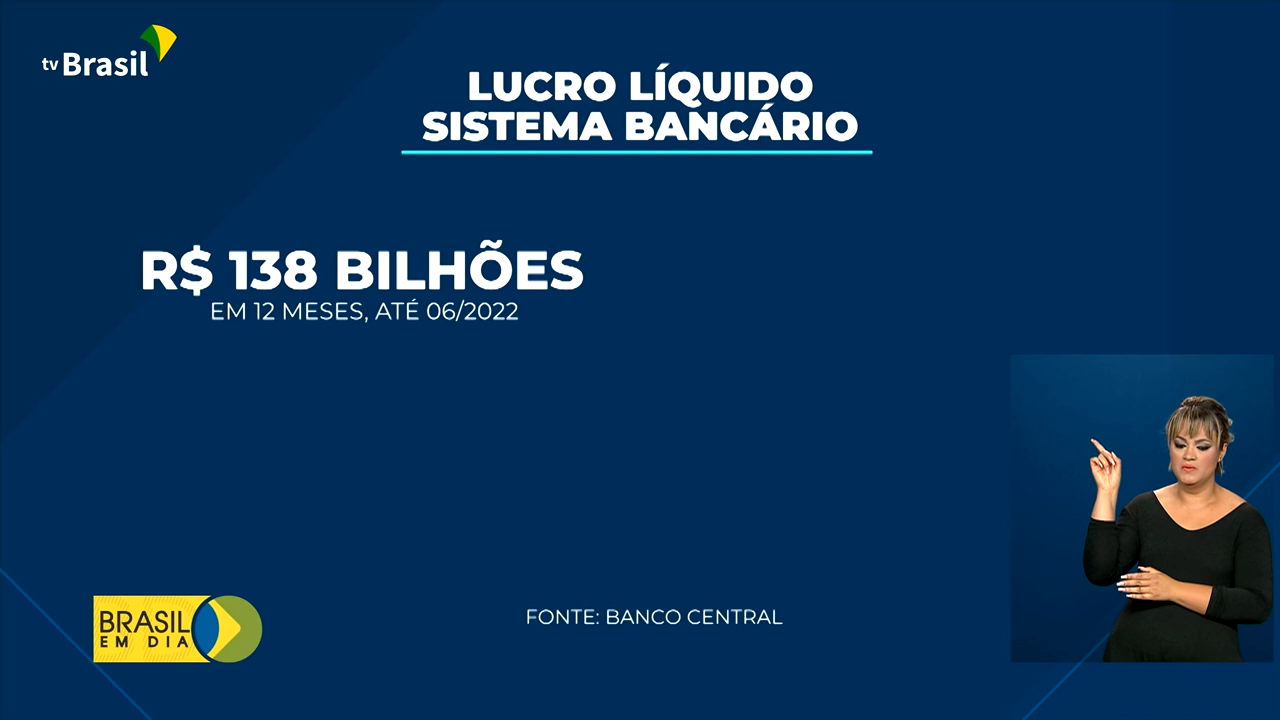 tv Brasil
LUCRO LÍQUIDO
SISTEMA BANCÁRIO
R$ 138 BILHÕES
EM 12 MESES, ATÉ 06/2022
BRASIL
EM DIA
FONTE: BANCO CENTRAL